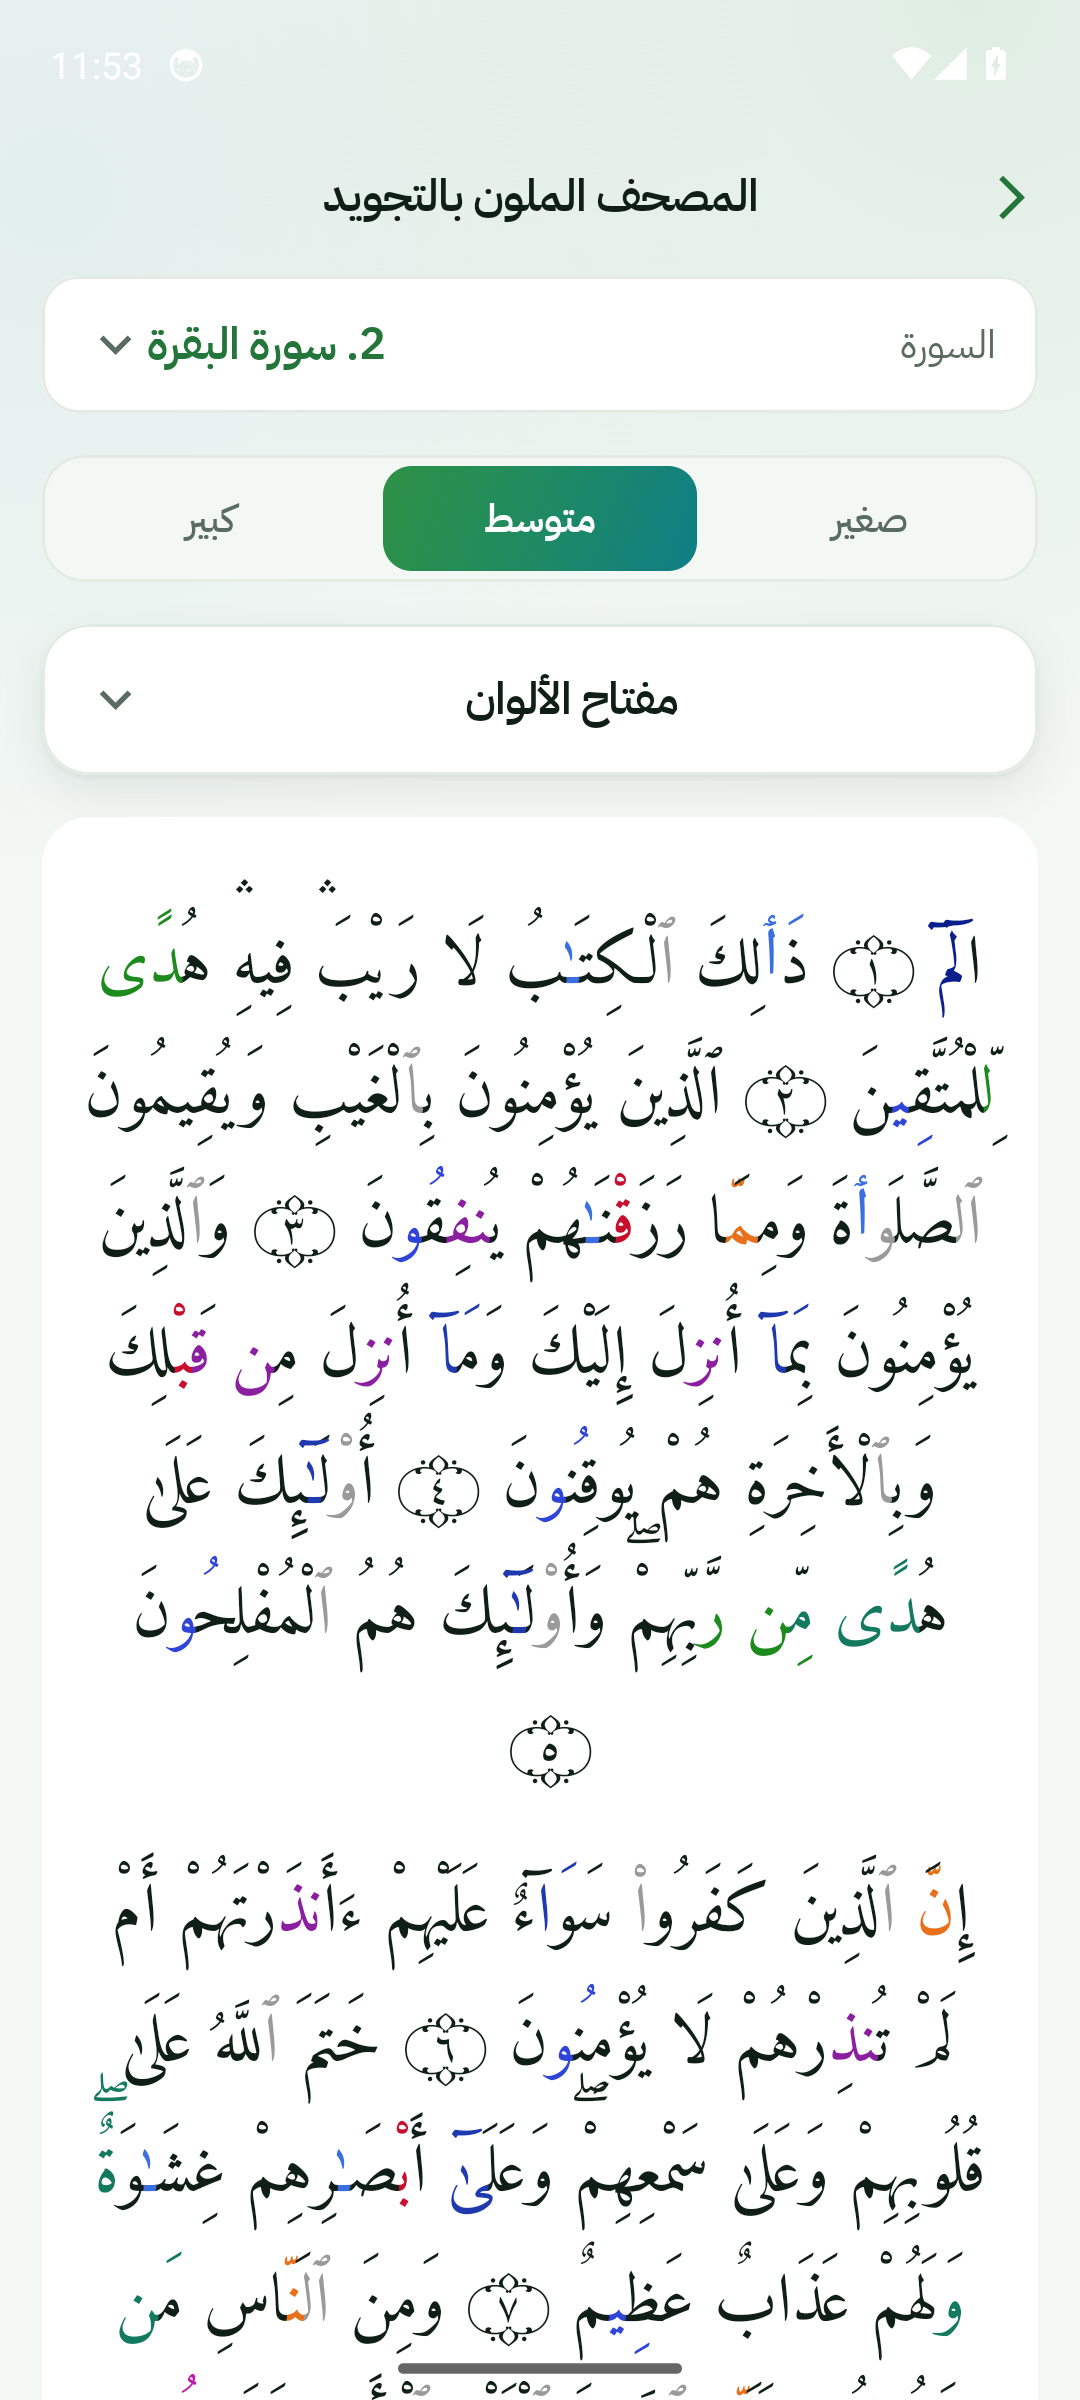 11:53
المصحف الملون بالتجويد
السورة
2. سورة البقرة
صغير
متوسط
كبير
مفتاح الألوان
الٓمٓ ۝١ ذَٲلِكَ ٱلْكِتَـٰبُ لَا رَيْبَۛ فِيهِۛ هُدًى
لِّلْمُتَّقِينَ ۝٢ ٱلَّذِينَ يُؤْمِنُونَ بِٱلْغَيْبِ وَيُقِيمُونَ
ٱلصَّلَوٲةَ وَمِمَّا رَزَقْنَـٰهُمْ يُنفِقُونَ ۝٣ وَٱلَّذِينَ
يُؤْمِنُونَ بِمَآ أُنزِلَ إِلَيْكَ وَمَآ أُنزِلَ مِن قَبْلِكَ
وَبِٱلْأَخِرَةِ هُمْ يُوقِنُونَ ۝٤ أُوْلَـٰٓئِكَ عَلَىٰ
هُدًى مِّن رَّبِّهِمْۖ وَأُوْلَـٰٓئِكَ هُمُ ٱلْمُفْلِحُونَ
۝٥
إِنَّ ٱلَّذِينَ كَفَرُواْ سَوَآءٌ عَلَيْهِمْ ءَأَنذَرْتَهُمْ أَمْ
لَمْ تُنذِرْهُمْ لَا يُؤْمِنُونَ ۝٦ خَتَمَ ٱللَّهُ عَلَىٰ
قُلُوبِهِمْ وَعَلَىٰ سَمْعِهِمْۖ وَعَلَىٰٓ أَبْصَـٰرِهِمْ غِشَـٰوَةٌۖ
وَلَهُمْ عَذَابٌ عَظِيمٌ ۝٧ وَمِنَ ٱلنَّاسِ مَن